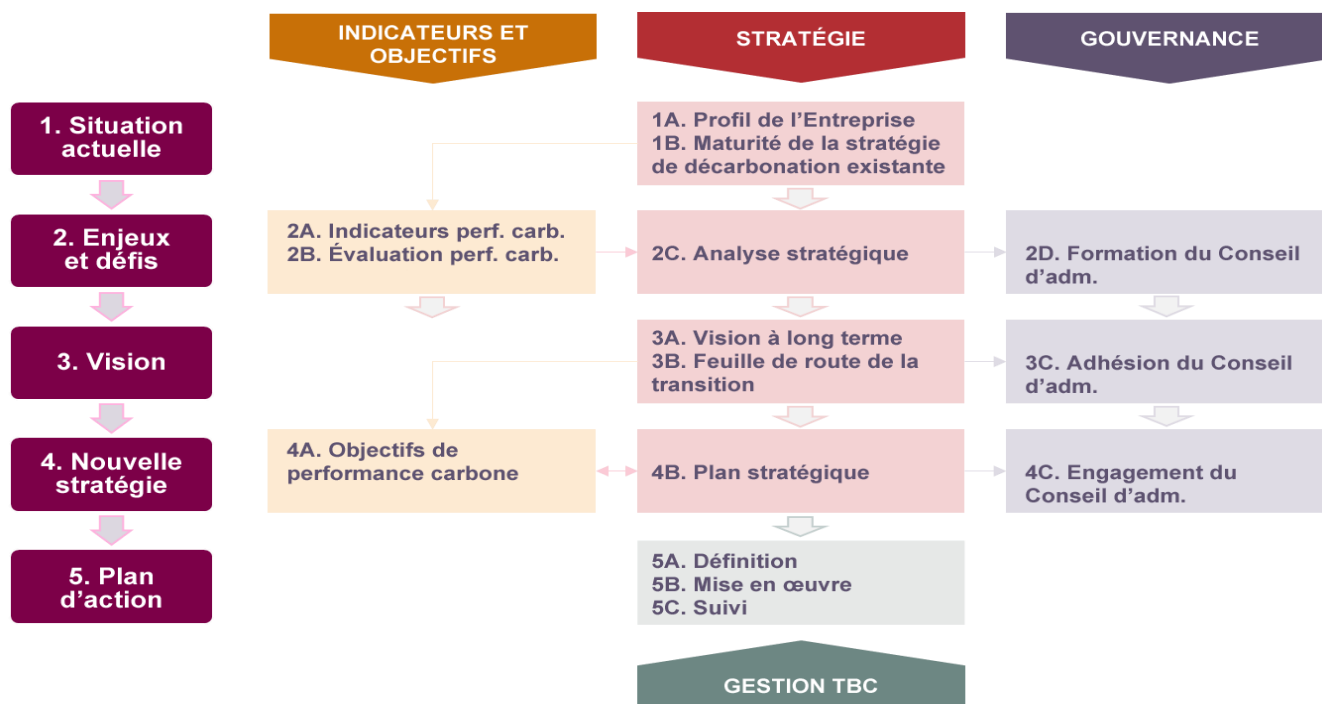 INDICATEURS ET
OBJECTIFS
STRATÉGIE
GOUVERNANCE
1. Situation
actuelle
1A. Profil de l’Entreprise
1B. Maturité de la stratégie
de décarbonation existante
2. Enjeux
et défis
2A. Indicateurs perf. carb.
2B. Évaluation perf. carb.
2C. Analyse stratégique
2D. Formation du Conseil
d’adm.
3. Vision
3A. Vision à long terme
3B. Feuille de route de la
transition
3C. Adhésion du Conseil
d’adm.
4. Nouvelle
stratégie
4A. Objectifs de
performance carbone
4B. Plan stratégique
4C. Engagement du
Conseil d’adm.
5. Plan
d’action
5A. Définition
5B. Mise en œuvre
5C. Suivi
GESTION TBC